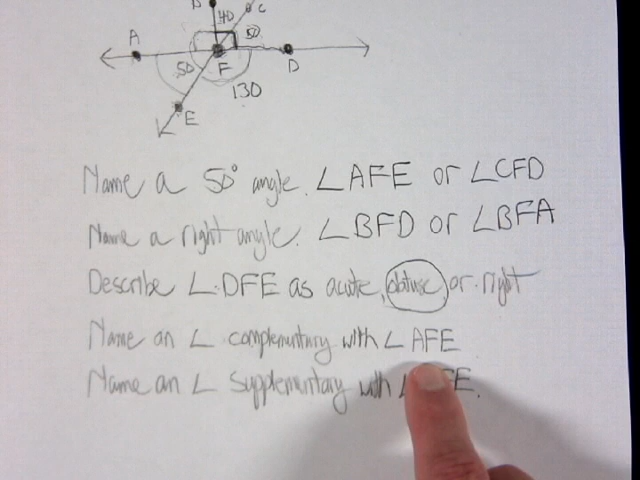 40 C
A 50
50 F D
130
E
Name a 50° angle. ∠AFE or ∠CFD
Name a right angle. ∠BFD or ∠BFA
Describe ∠DFE as acute, obtuse, or right
Name an ∠ complementary with ∠AFE
Name an ∠ supplementary with